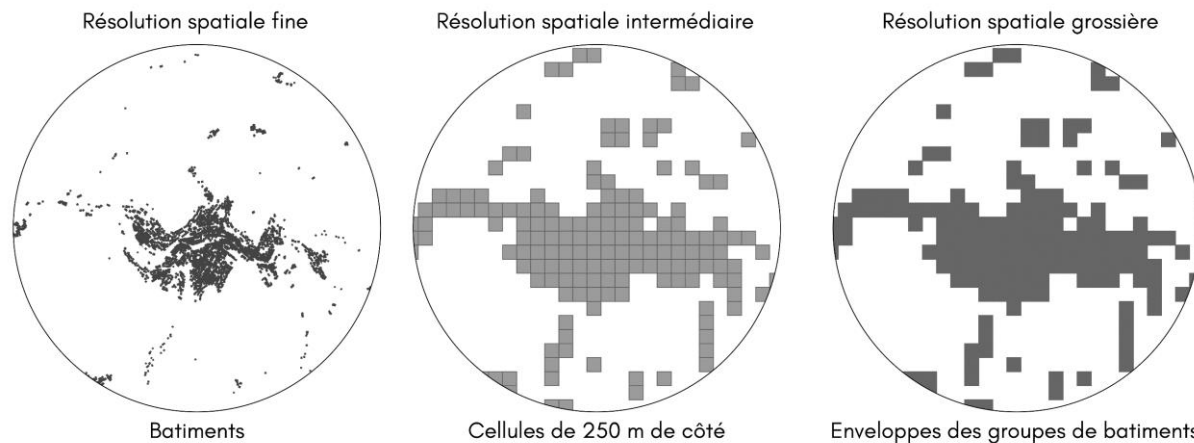 Résolution spatiale fine
Résolution spatiale intermédiaire
Résolution spatiale grossière
Batiments
Cellules de 250 m de côté
Enveloppes des groupes de batiments